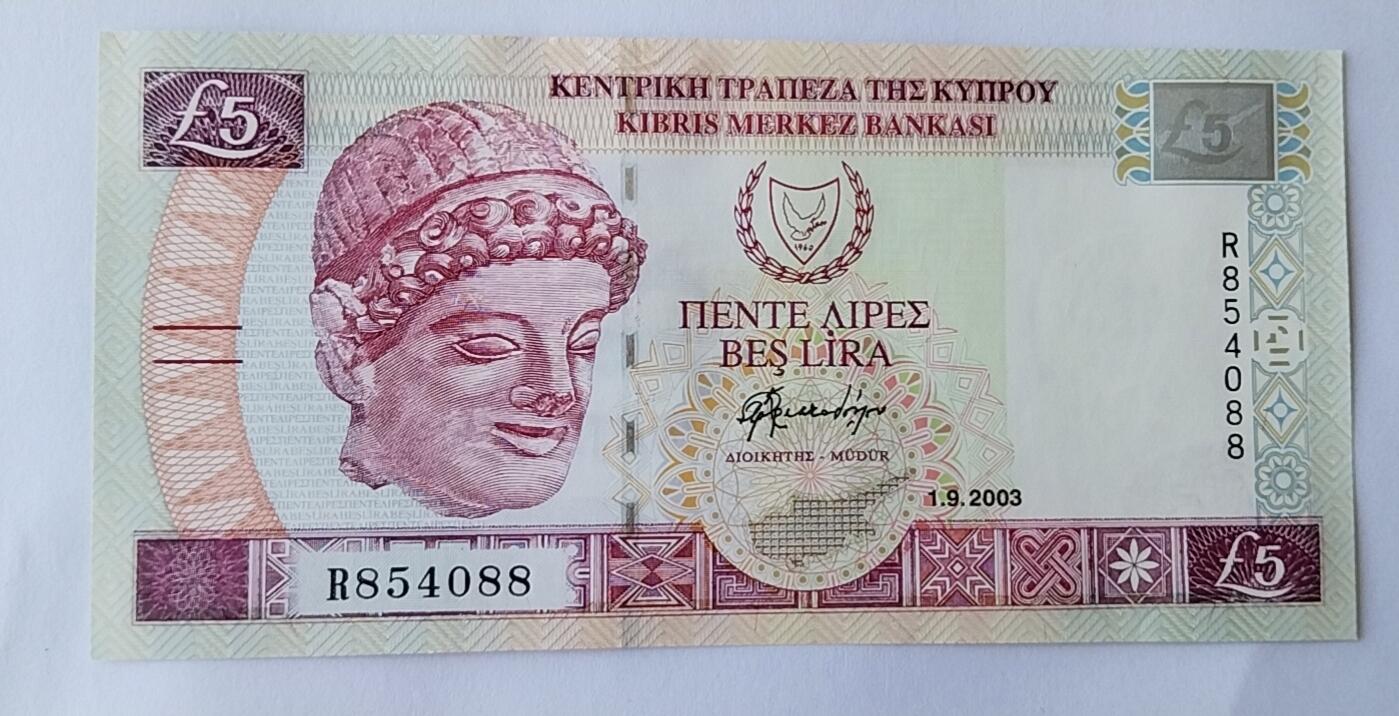 £5
ΚΕΝΤΡΙΚΗ ΤΡΑΠΕΖΑ ΤΗΣ ΚΥΠΡΟΥ
KIBRIS MERKEZ BANKASI
£5
1960
R854088
ΠΕΝΤΕ ΛΙΡΕΣ
BEŞ LİRA
ΔΙΟΙΚΗΤΗΣ - MÜDÜR
1.9.2003
R854088
£5